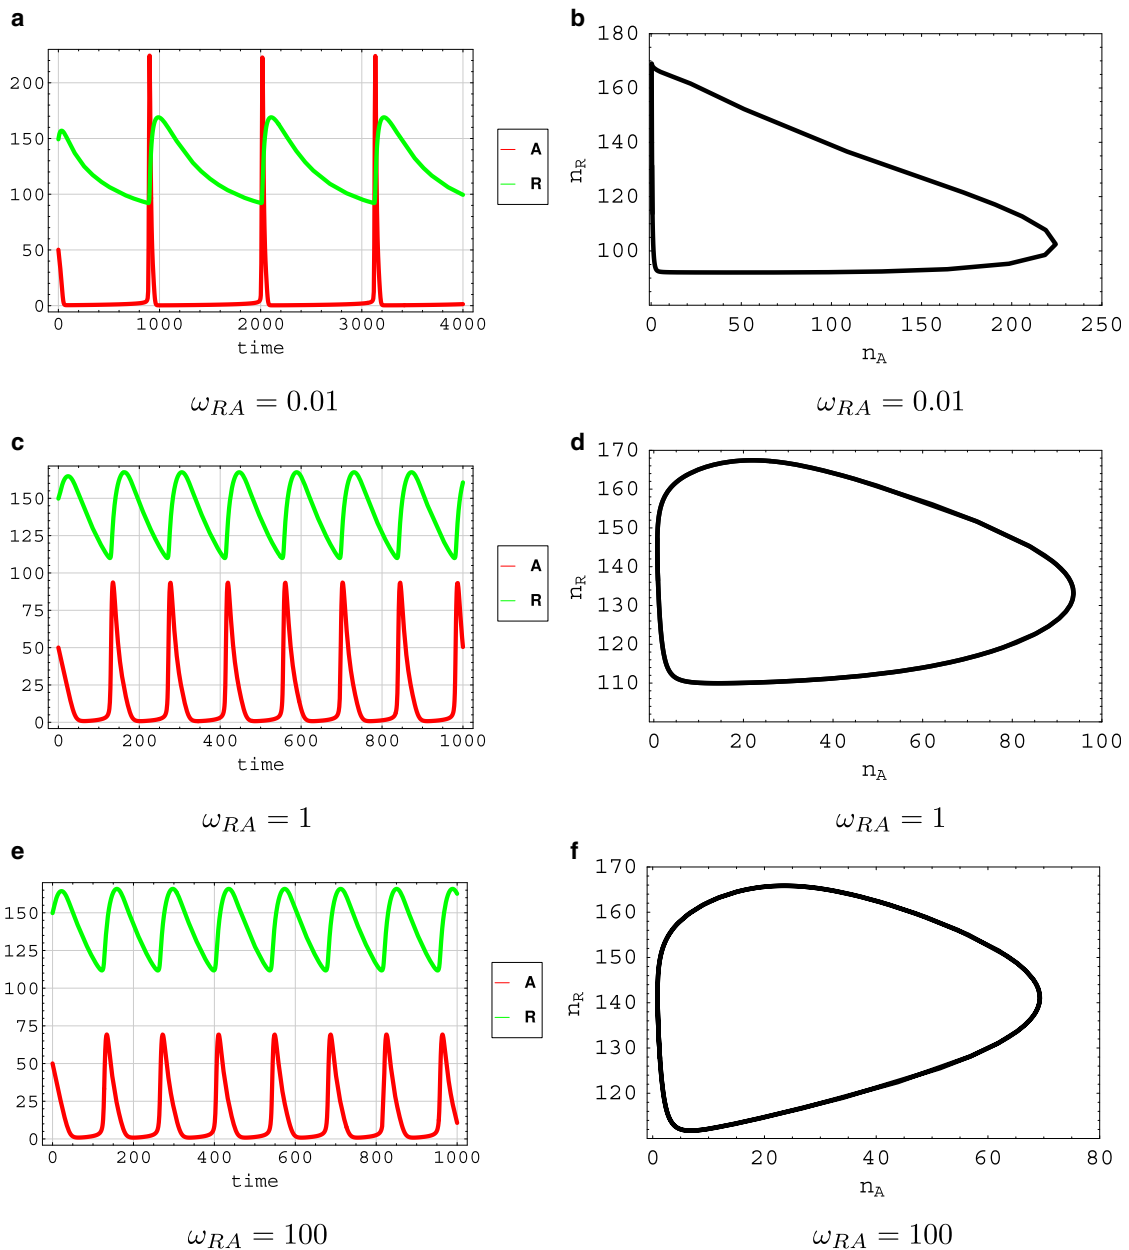 a
200
150
100
50
0
0 1000 2000 3000 4000
time
A
R
ω_RA = 0.01
b
180
160
140
120
100
n_R
0 50 100 150 200 250
n_A
ω_RA = 0.01
c
150
125
100
75
50
25
0
0 200 400 600 800 1000
time
A
R
ω_RA = 1
d
170
160
150
140
130
120
110
n_R
0 20 40 60 80 100
n_A
ω_RA = 1
e
150
125
100
75
50
25
0
0 200 400 600 800 1000
time
A
R
ω_RA = 100
f
170
160
150
140
130
120
n_R
0 20 40 60 80
n_A
ω_RA = 100